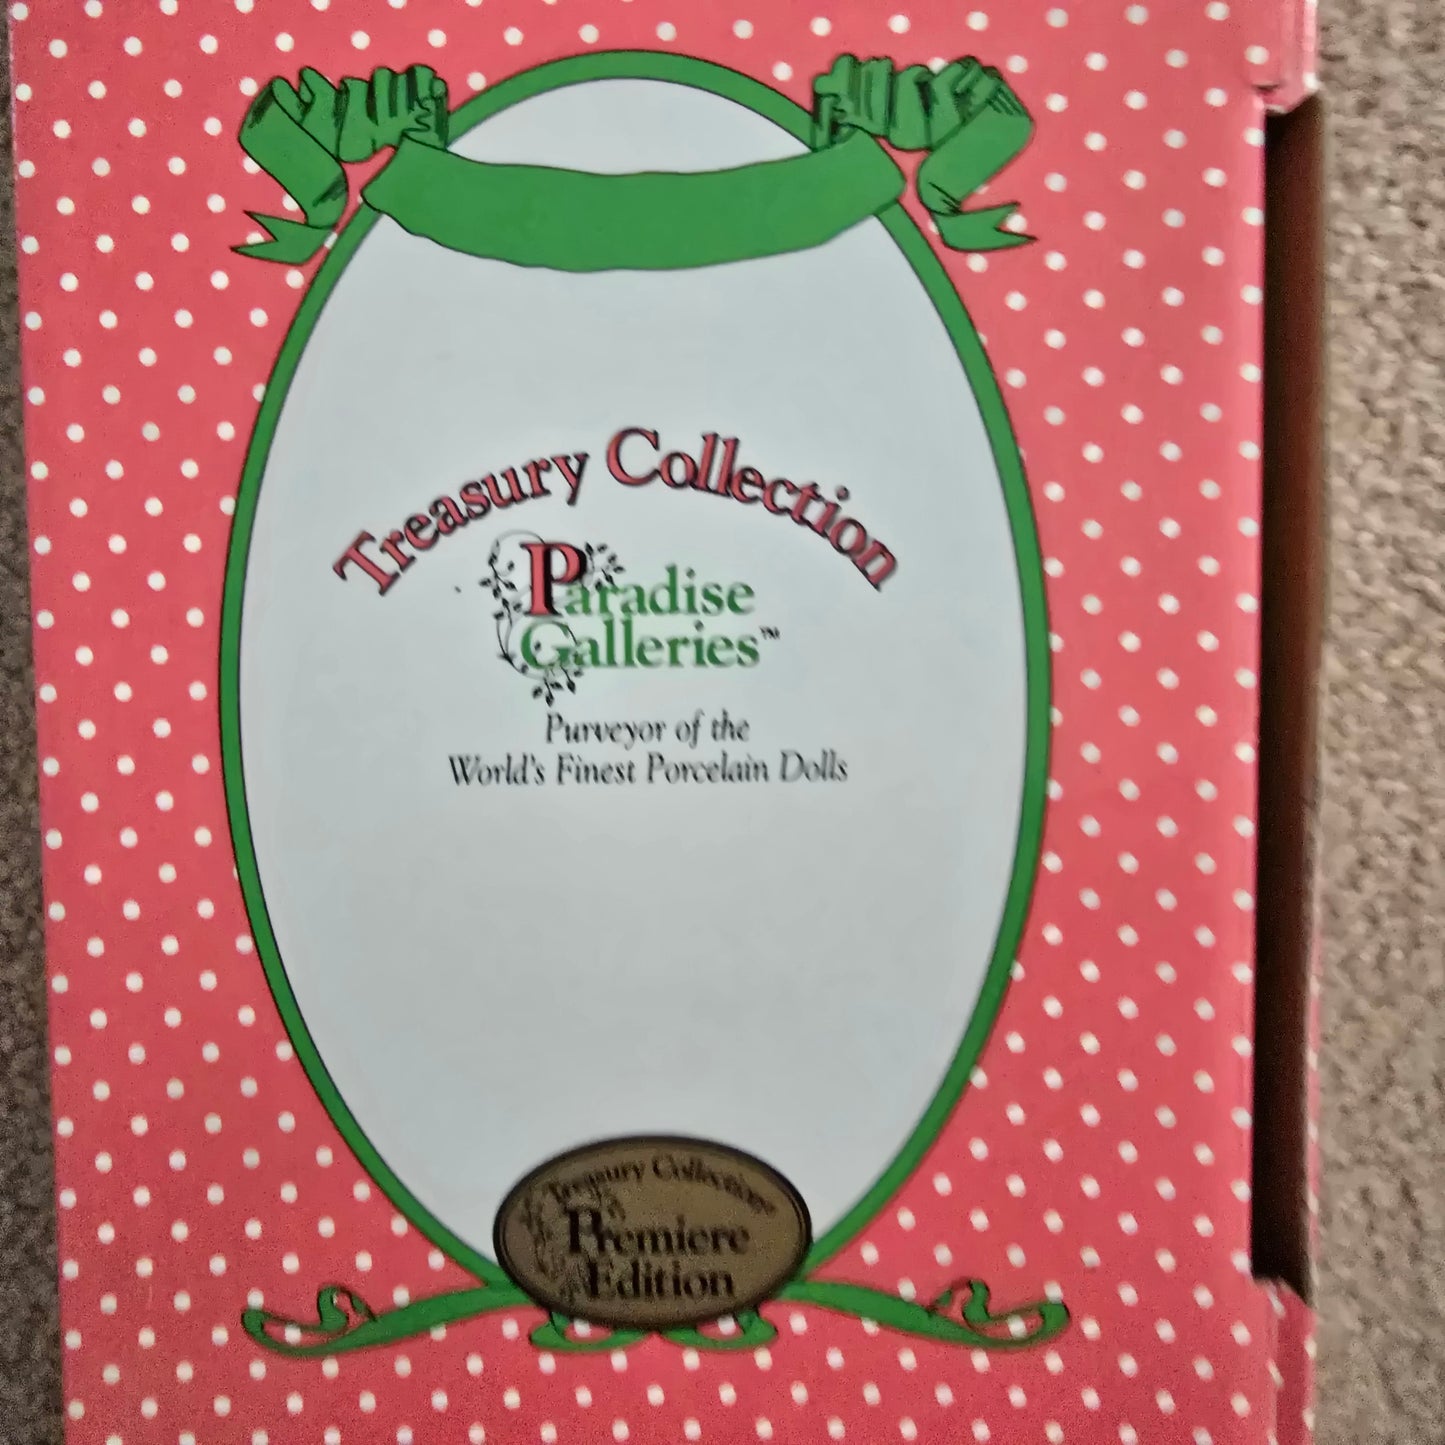 Treasury Collection
Paradise
Galleries™
Purveyor of the
World's Finest Porcelain Dolls
Treasury Collection
Premiere
Edition